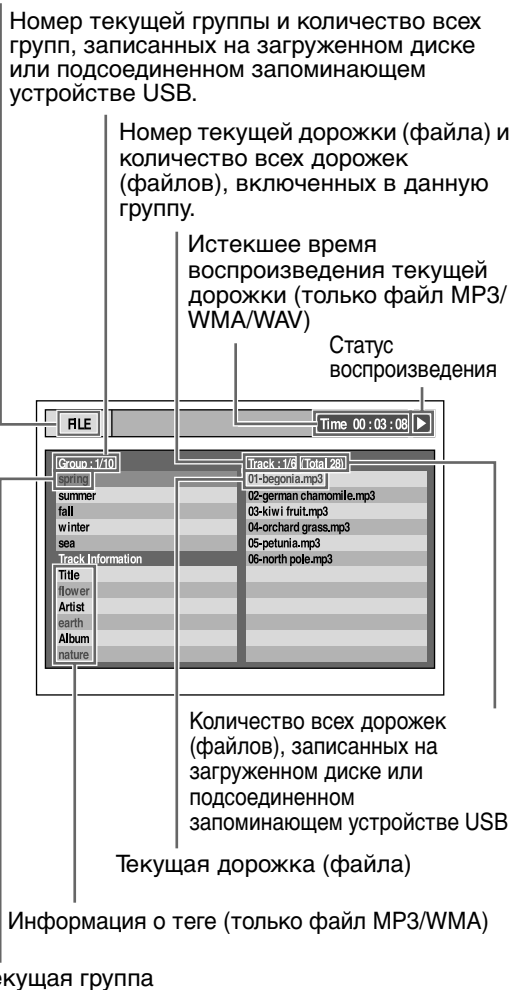 Номер текущей группы и количество всех
групп, записанных на загруженном диске
или подсоединенном запоминающем
устройстве USB.
Номер текущей дорожки (файла) и
количество всех дорожек
(файлов), включенных в данную
группу.
Истекшее время
воспроизведения текущей
дорожки (только файл MP3/
WMA/WAV)
Статус
воспроизведения
FILE
Time 00 : 03 : 08
Group : 1/10
spring
summer
fall
winter
sea
Track Information
Title
flower
Artist
earth
Album
nature
Track : 1/6 (Total 28)
01-begonia.mp3
02-german chamomile.mp3
03-kiwi fruit.mp3
04-orchard grass.mp3
05-petunia.mp3
06-north pole.mp3
Количество всех дорожек
(файлов), записанных на
загруженном диске или
подсоединенном
запоминающем устройстве USB
Текущая дорожка (файла)
Информация о теге (только файл MP3/WMA)
екущая группа